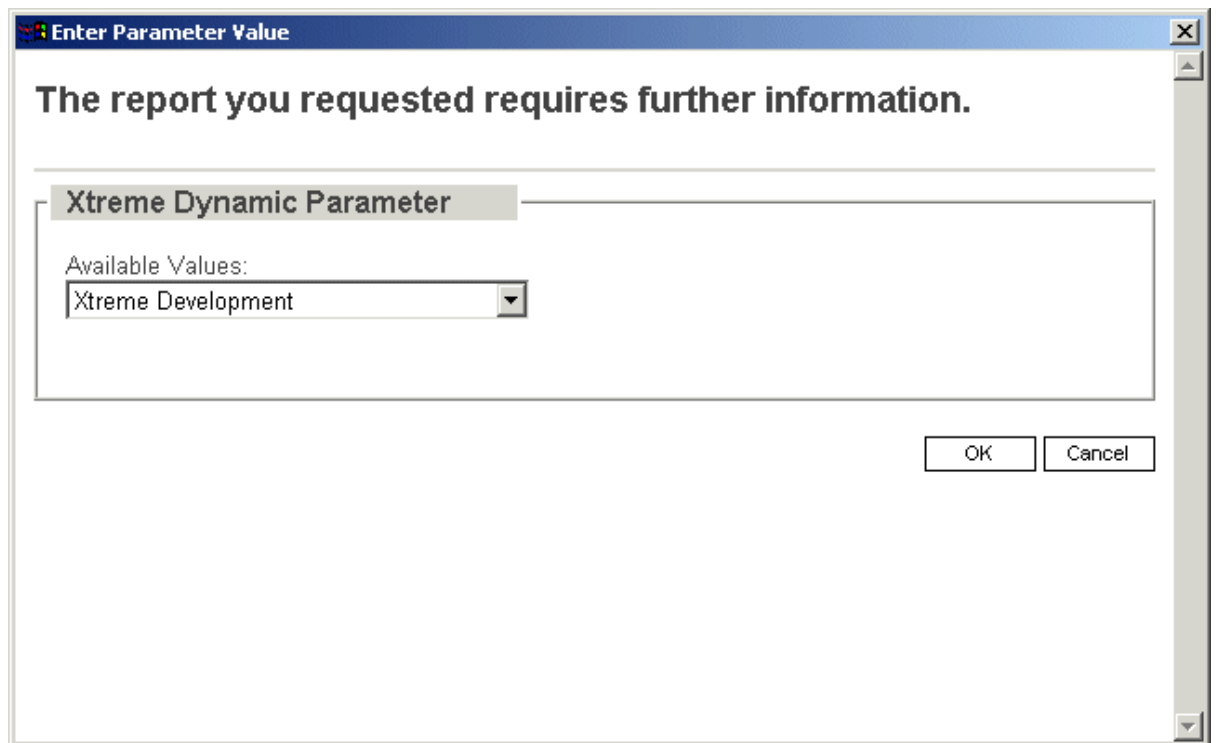 Enter Parameter Value
The report you requested requires further information.
Xtreme Dynamic Parameter
Available Values:
Xtreme Development
OK Cancel